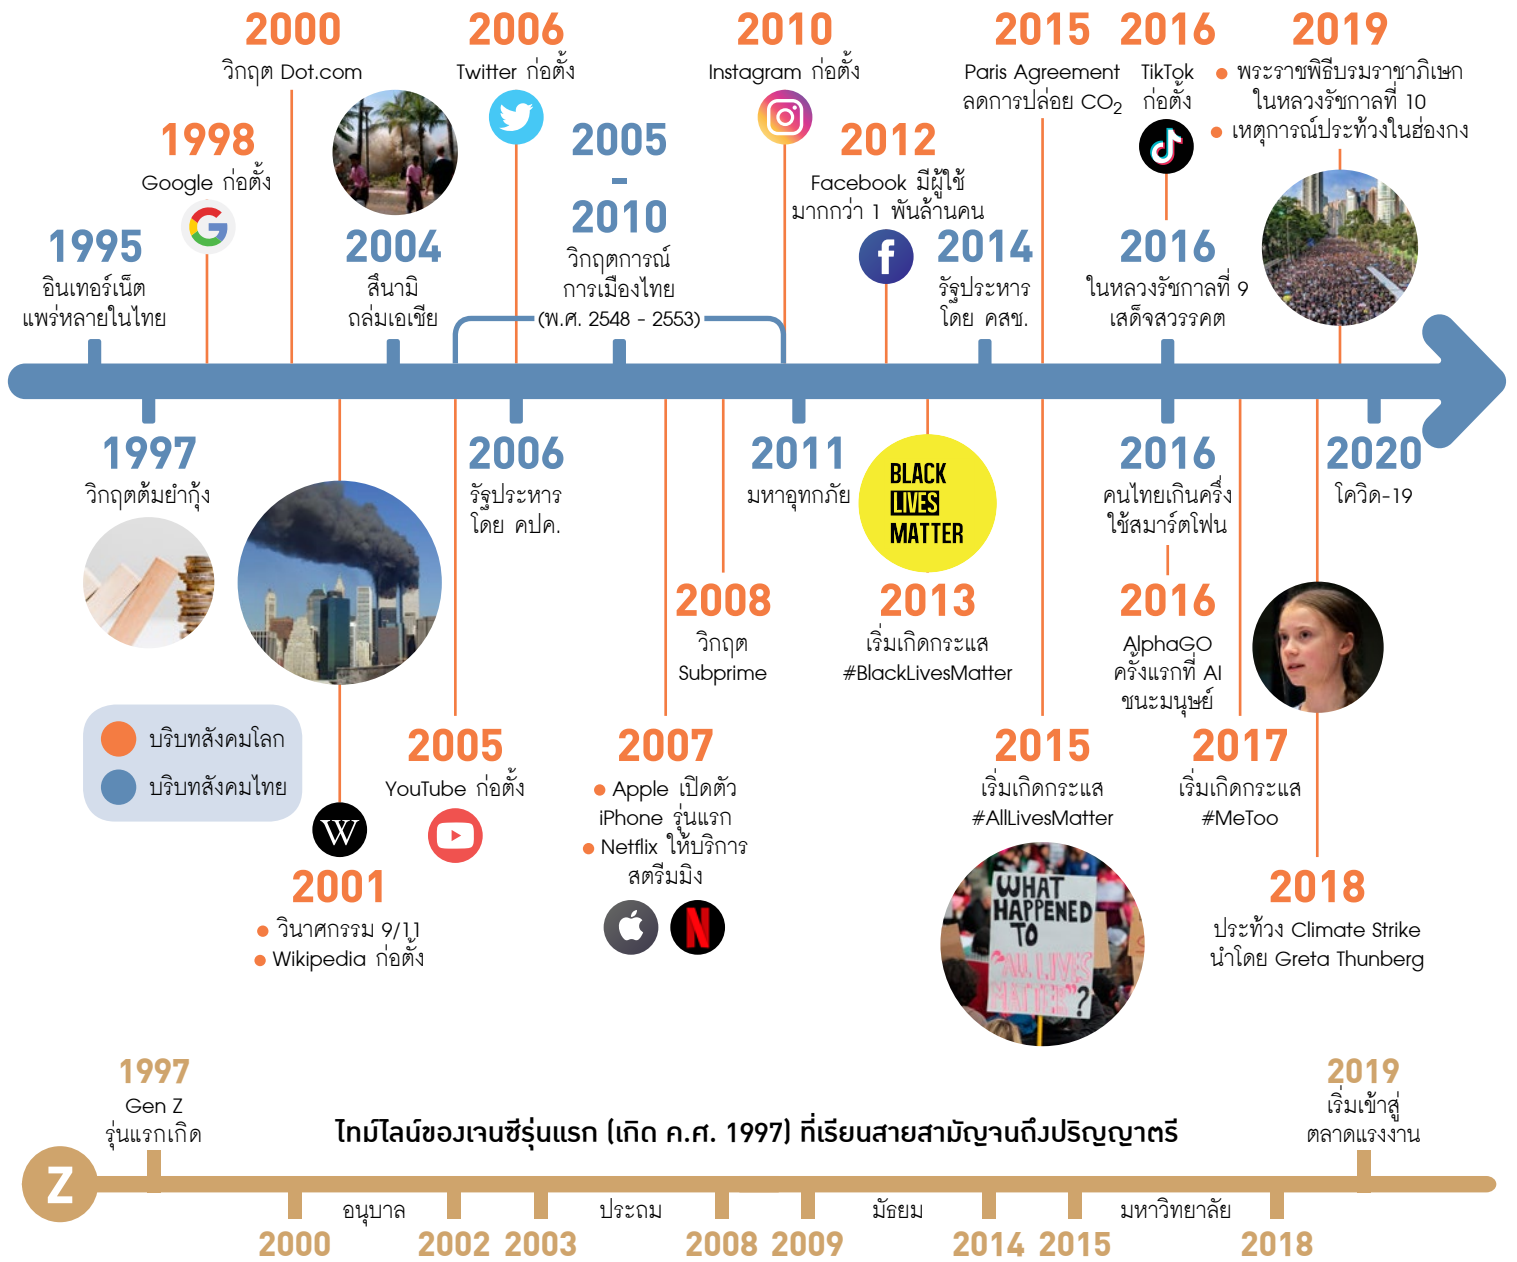 2000
วิกฤต Dot.com
2006
Twitter ก่อตั้ง
2010
Instagram ก่อตั้ง
2015
Paris Agreement
ลดการปล่อย CO₂
2016
TikTok
ก่อตั้ง
2019
● พระราชพิธีบรมราชาภิเษก
ในหลวงรัชกาลที่ 10
● เหตุการณ์ประท้วงในฮ่องกง
1998
Google ก่อตั้ง
G
2005
-
2010
วิกฤตการณ์
การเมืองไทย
(พ.ศ. 2548 - 2553)
2012
Facebook มีผู้ใช้
มากกว่า 1 พันล้านคน
f
1995
อินเทอร์เน็ต
แพร่หลายในไทย
2004
สึนามิ
ถล่มเอเชีย
2014
รัฐประหาร
โดย คสช.
2016
ในหลวงรัชกาลที่ 9
เสด็จสวรรคต
1997
วิกฤตต้มยำกุ้ง
2006
รัฐประหาร
โดย คปค.
2011
มหาอุทกภัย
BLACK
LIVES
MATTER
2016
คนไทยเกินครึ่ง
ใช้สมาร์ตโฟน
2020
โควิด-19
2008
วิกฤต
Subprime
2013
เริ่มเกิดกระแส
#BlackLivesMatter
2016
AlphaGO
ครั้งแรกที่ AI
ชนะมนุษย์
บริบทสังคมโลก
บริบทสังคมไทย
2005
YouTube ก่อตั้ง
2007
● Apple เปิดตัว
iPhone รุ่นแรก
● Netflix ให้บริการ
สตรีมมิง
N
2015
เริ่มเกิดกระแส
#AllLivesMatter
2017
เริ่มเกิดกระแส
#MeToo
W
2001
● วินาศกรรม 9/11
● Wikipedia ก่อตั้ง
WHAT
HAPPENED
TO
"ALL LIVES
MATTER"?
2018
ประท้วง Climate Strike
นำโดย Greta Thunberg
1997
Gen Z
รุ่นแรกเกิด
ไทม์ไลน์ของเจนซีรุ่นแรก (เกิด ค.ศ. 1997) ที่เรียนสายสามัญจนถึงปริญญาตรี
2019
เริ่มเข้าสู่
ตลาดแรงงาน
Z
อนุบาล
ประถม
มัธยม
มหาวิทยาลัย
2000
2002
2003
2008
2009
2014
2015
2018